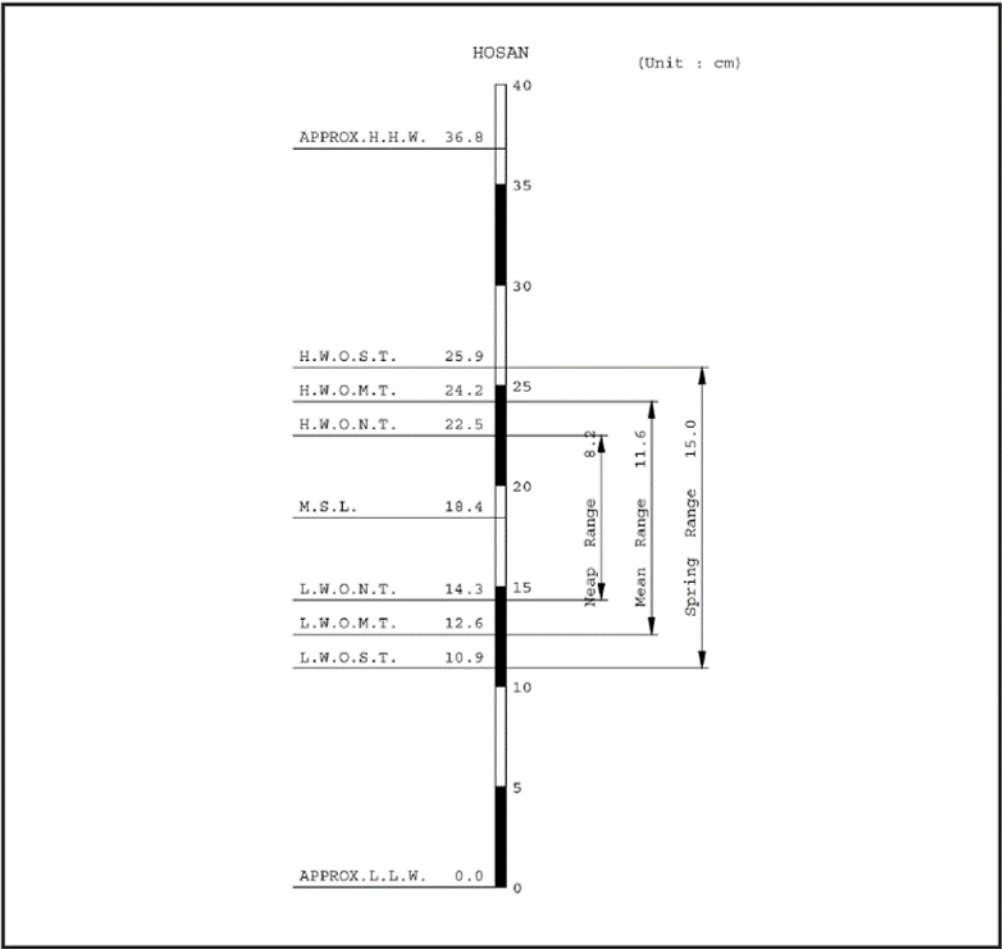 HOSAN
(Unit : cm)
40
APPROX.H.H.W. 36.8
35
30
H.W.O.S.T. 25.9
25
H.W.O.M.T. 24.2
H.W.O.N.T. 22.5
20
M.S.L. 18.4
15
L.W.O.N.T. 14.3
L.W.O.M.T. 12.6
L.W.O.S.T. 10.9
10
5
APPROX.L.L.W. 0.0
0
Neap Range 8.2
Mean Range 11.6
Spring Range 15.0